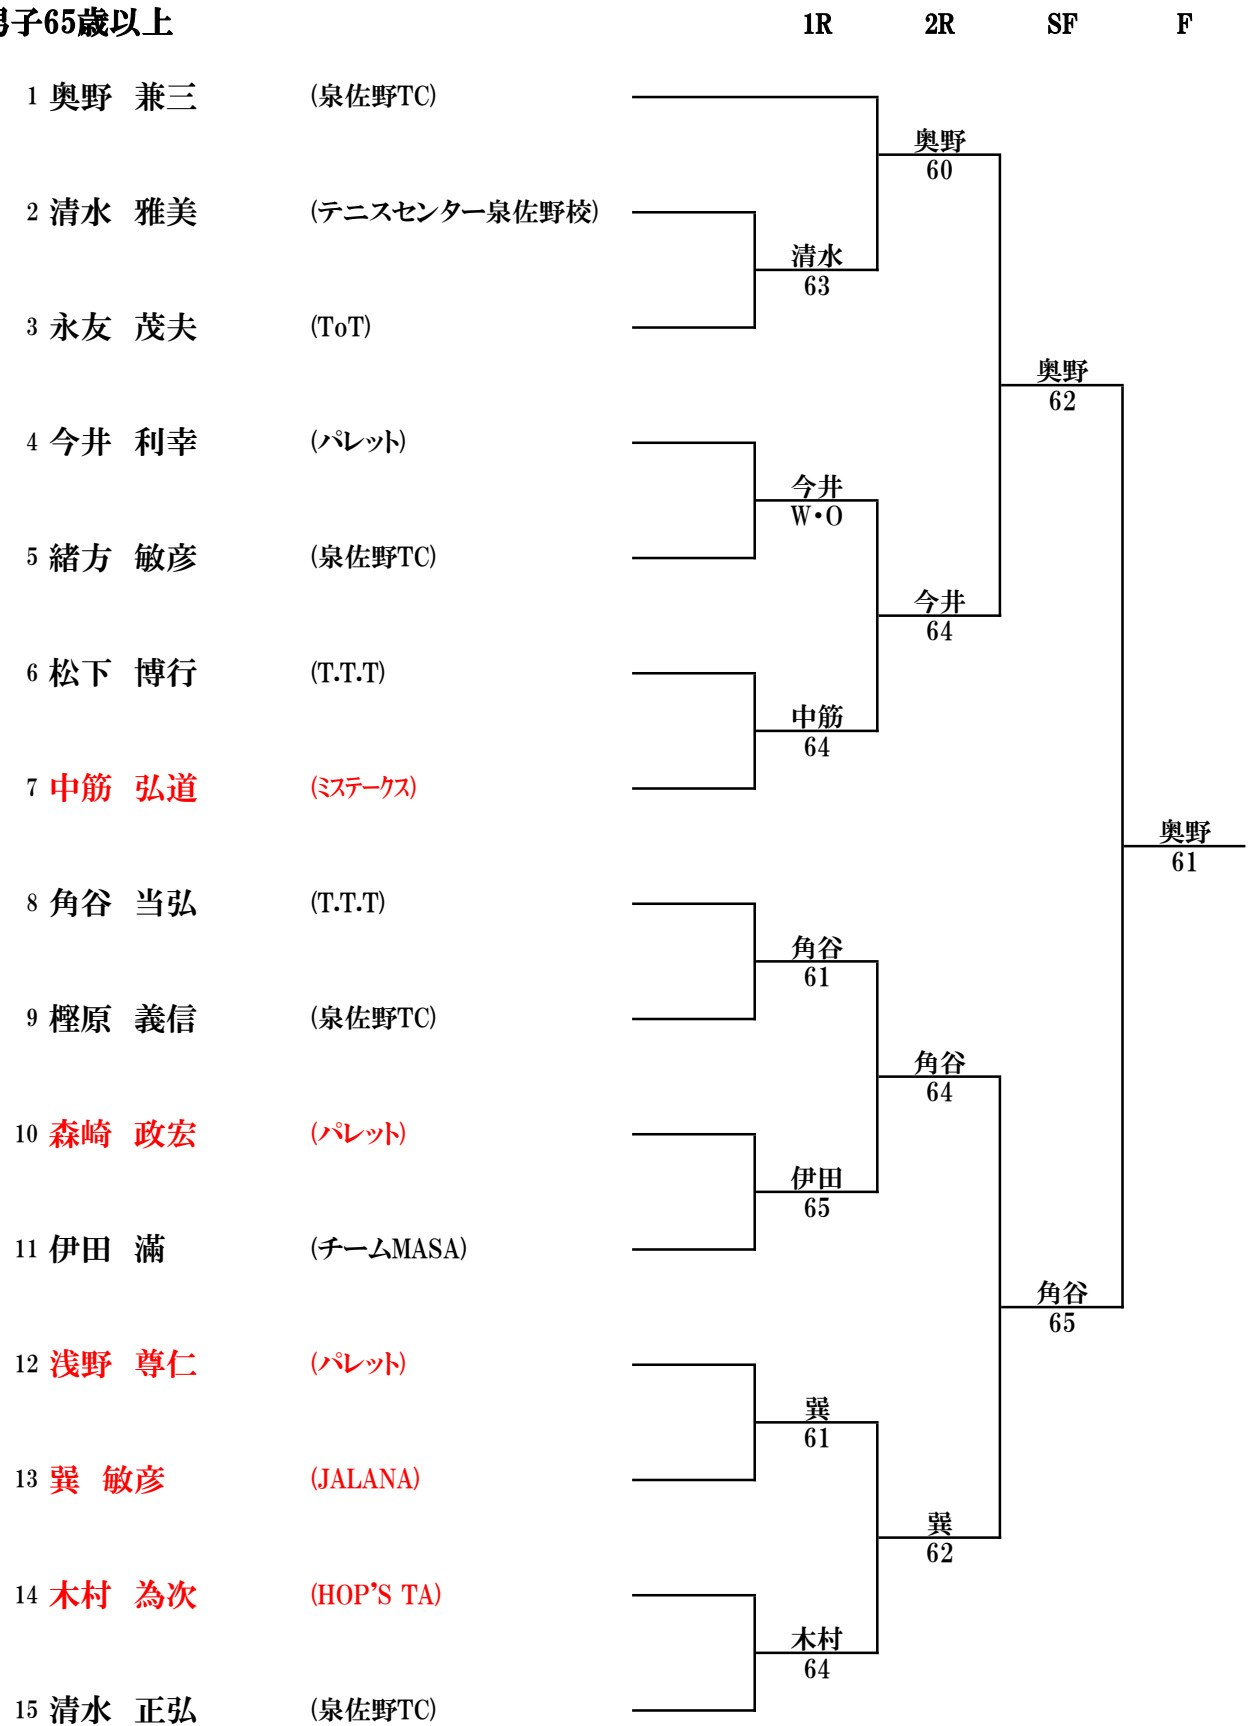 男子65歳以上 1R 2R SF F
1 奥野 兼三 (泉佐野TC)
奥野
60
2 清水 雅美 (テニスセンター泉佐野校)
清水
63
3 永友 茂夫 (ToT)
奥野
62
4 今井 利幸 (パレット)
今井
W・O
5 緒方 敏彦 (泉佐野TC)
今井
64
6 松下 博行 (T.T.T)
中筋
64
7 中筋 弘道 (ミステークス)
奥野
61
8 角谷 当弘 (T.T.T)
角谷
61
9 樫原 義信 (泉佐野TC)
角谷
64
10 森崎 政宏 (パレット)
伊田
65
11 伊田 滿 (チームMASA)
角谷
65
12 浅野 尊仁 (パレット)
巽
61
13 巽 敏彦 (JALANA)
巽
62
14 木村 為次 (HOP'S TA)
木村
64
15 清水 正弘 (泉佐野TC)